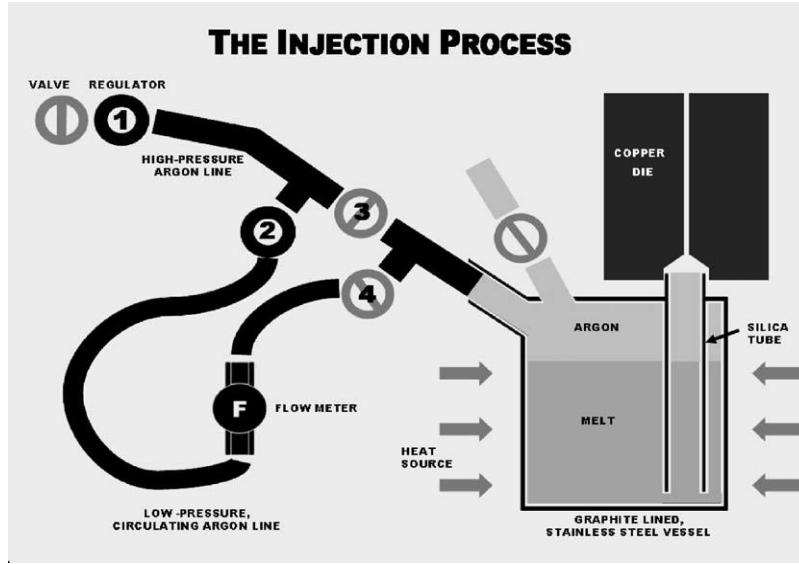 THE INJECTION PROCESS
VALVE
REGULATOR
1
HIGH-PRESSURE
ARGON LINE
2
3
4
COPPER
DIE
ARGON
SILICA
TUBE
F
FLOW METER
MELT
HEAT
SOURCE
LOW -PRESSURE,
CIRCULATING ARGON LINE
GRAPHITE LINED,
STAINLESS STEEL VESSEL